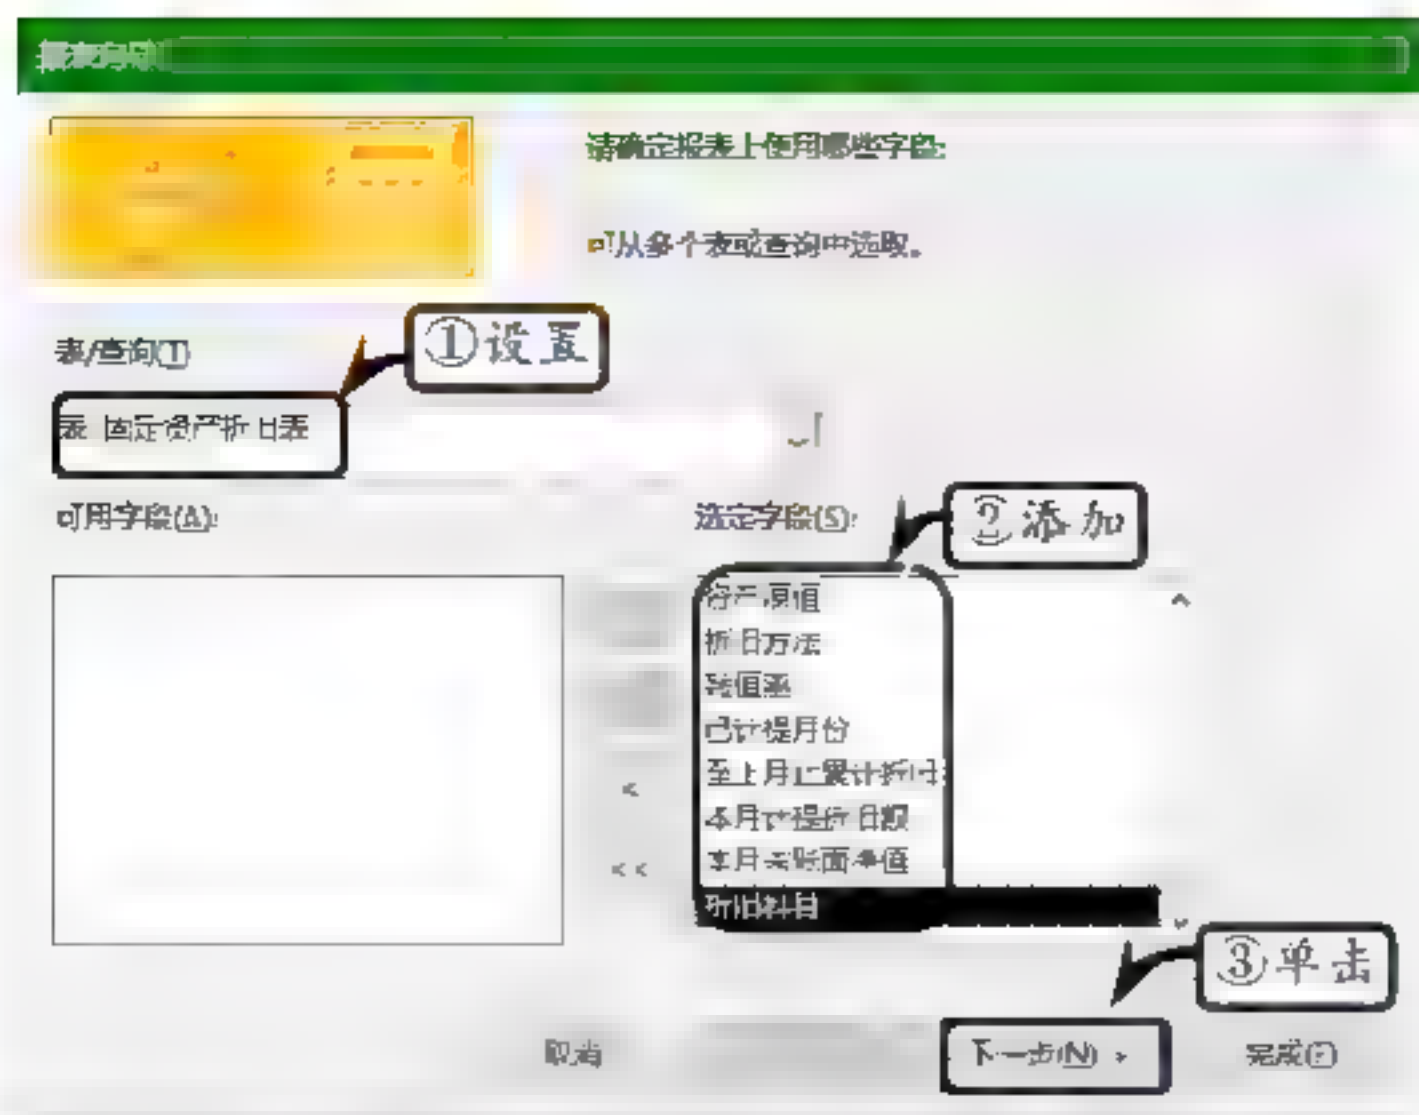 报表向导
请确定报表上使用哪些字段:
可从多个表或查询中选取。
①设置
表/查询(T)
表: 固定资产折旧表
可用字段(A):
选定字段(S):
②添加
资产原值
折旧方法
残值率
已计提月份
至上月止累计折旧
本月计提折旧额
本月末账面净值
折旧科目
<
<<
③单击
取消
下一步(N) >
完成(F)